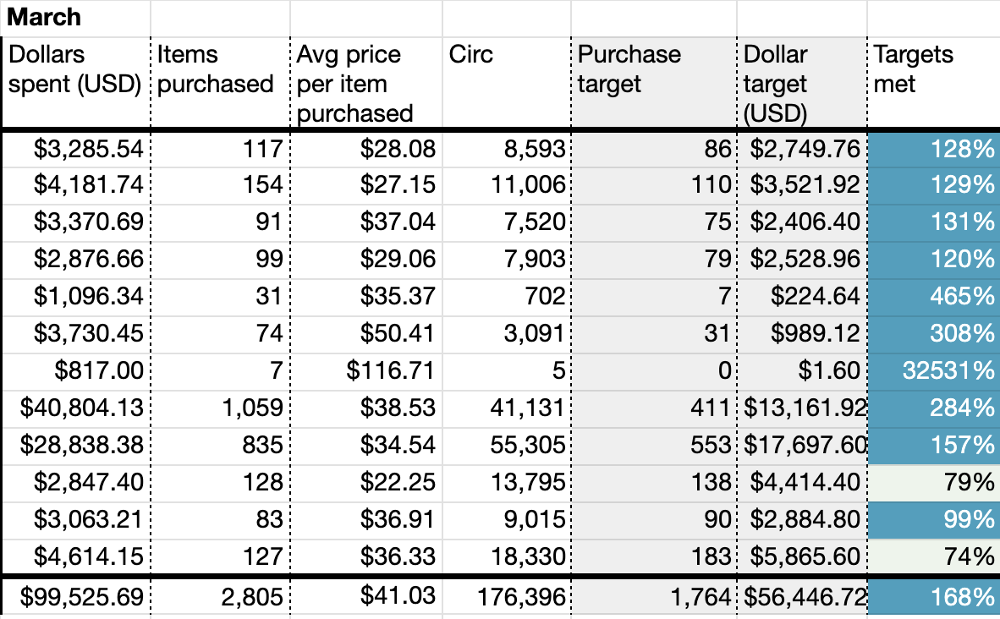 March
Dollars spent (USD) Items purchased Avg price per item purchased Circ Purchase target Dollar target (USD) Targets met
$3,285.54 117 $28.08 8,593 86 $2,749.76 128%
$4,181.74 154 $27.15 11,006 110 $3,521.92 129%
$3,370.69 91 $37.04 7,520 75 $2,406.40 131%
$2,876.66 99 $29.06 7,903 79 $2,528.96 120%
$1,096.34 31 $35.37 702 7 $224.64 465%
$3,730.45 74 $50.41 3,091 31 $989.12 308%
$817.00 7 $116.71 5 0 $1.60 32531%
$40,804.13 1,059 $38.53 41,131 411 $13,161.92 284%
$28,838.38 835 $34.54 55,305 553 $17,697.60 157%
$2,847.40 128 $22.25 13,795 138 $4,414.40 79%
$3,063.21 83 $36.91 9,015 90 $2,884.80 99%
$4,614.15 127 $36.33 18,330 183 $5,865.60 74%
$99,525.69 2,805 $41.03 176,396 1,764 $56,446.72 168%